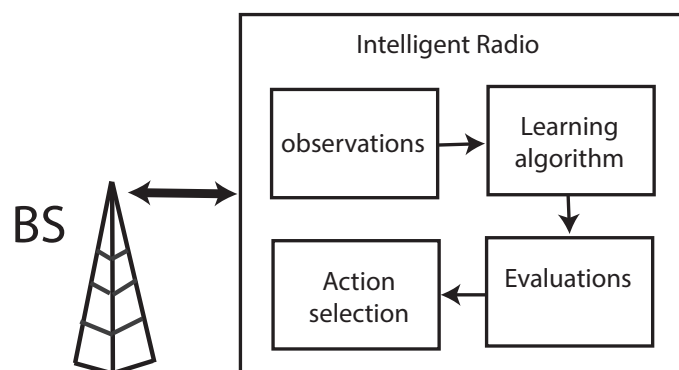 Intelligent Radio
observations
Learning
algorithm
BS
Action
selection
Evaluations